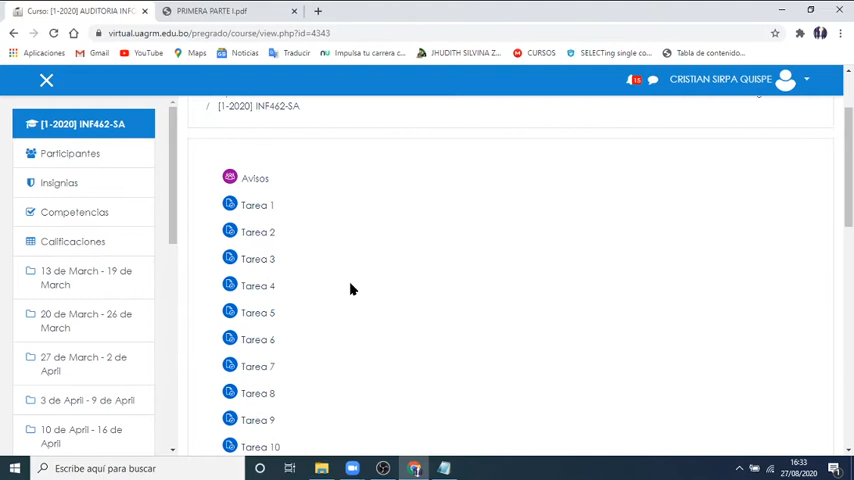 Curso: [1-2020] AUDITORIA INFO
PRIMERA PARTE I.pdf
virtual.uagrm.edu.bo/pregrado/course/view.php?id=4343
Aplicaciones
Gmail
YouTube
Maps
Noticias
Traducir
Impulsa tu carrera c...
JHUDITH SILVINA Z...
CURSOS
SELECTing single co...
Tabla de contenido...
15
CRISTIAN SIRPA QUISPE
/ [1-2020] INF462-SA
[1-2020] INF462-SA
Participantes
Insignias
Competencias
Calificaciones
13 de March - 19 de
March
20 de March - 26 de
March
27 de March - 2 de
April
3 de April - 9 de April
10 de April - 16 de
April
Avisos
Tarea 1
Tarea 2
Tarea 3
Tarea 4
Tarea 5
Tarea 6
Tarea 7
Tarea 8
Tarea 9
Tarea 10
Escribe aquí para buscar
16:33
27/08/2020